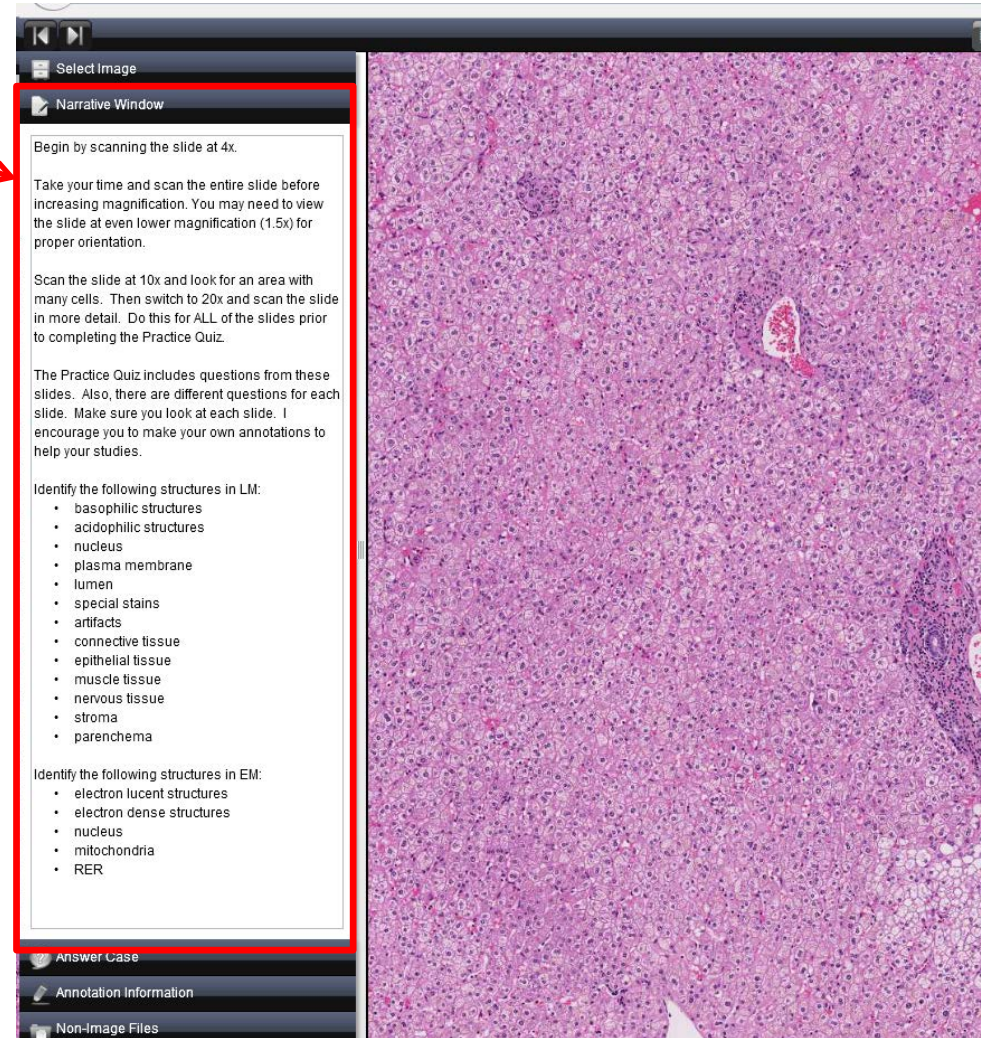 Select Image
Narrative Window
Begin by scanning the slide at 4x.
Take your time and scan the entire slide before
increasing magnification. You may need to view
the slide at even lower magnification (1.5x) for
proper orientation.
Scan the slide at 10x and look for an area with
many cells.  Then switch to 20x and scan the slide
in more detail.  Do this for ALL of the slides prior
to completing the Practice Quiz.
The Practice Quiz includes questions from these
slides.  Also, there are different questions for each
slide.  Make sure you look at each slide.  I
encourage you to make your own annotations to
help your studies.
Identify the following structures in LM:
• basophilic structures
• acidophilic structures
• nucleus
• plasma membrane
• lumen
• special stains
• artifacts
• connective tissue
• epithelial tissue
• muscle tissue
• nervous tissue
• stroma
• parenchema
Identify the following structures in EM:
• electron lucent structures
• electron dense structures
• nucleus
• mitochondria
• RER
Answer Case
Annotation Information
Non-Image Files